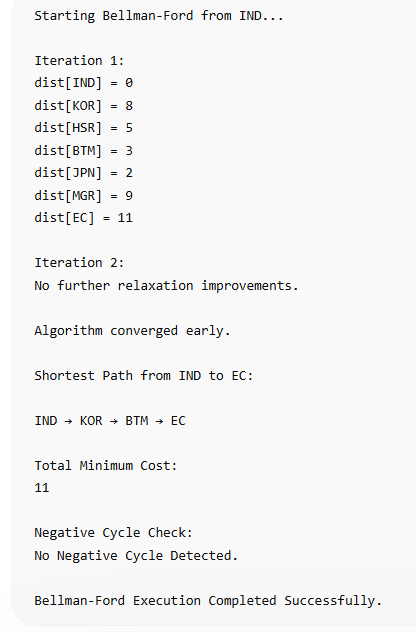 Starting Bellman-Ford from IND...
Iteration 1:
dist[IND] = 0
dist[KOR] = 8
dist[HSR] = 5
dist[BTM] = 3
dist[JPN] = 2
dist[MGR] = 9
dist[EC] = 11
Iteration 2:
No further relaxation improvements.
Algorithm converged early.
Shortest Path from IND to EC:
IND → KOR → BTM → EC
Total Minimum Cost:
11
Negative Cycle Check:
No Negative Cycle Detected.
Bellman-Ford Execution Completed Successfully.